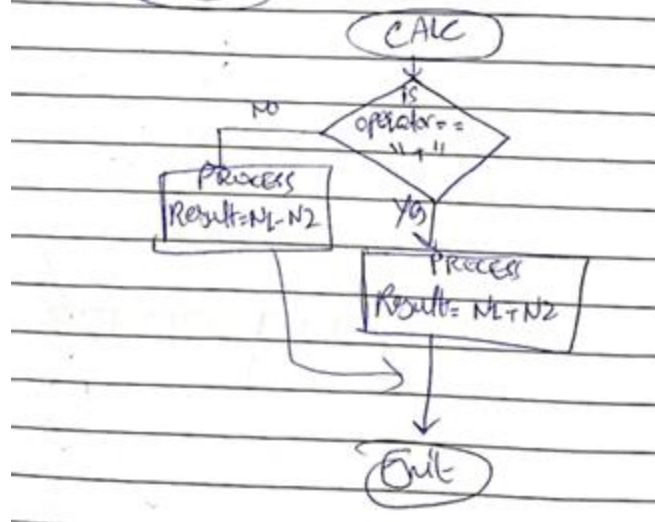 CALC
is
operator ==
"+"
NO
PROCESS
Result=N1-N2
Yes
PROCESS
Result= N1+N2
Exit